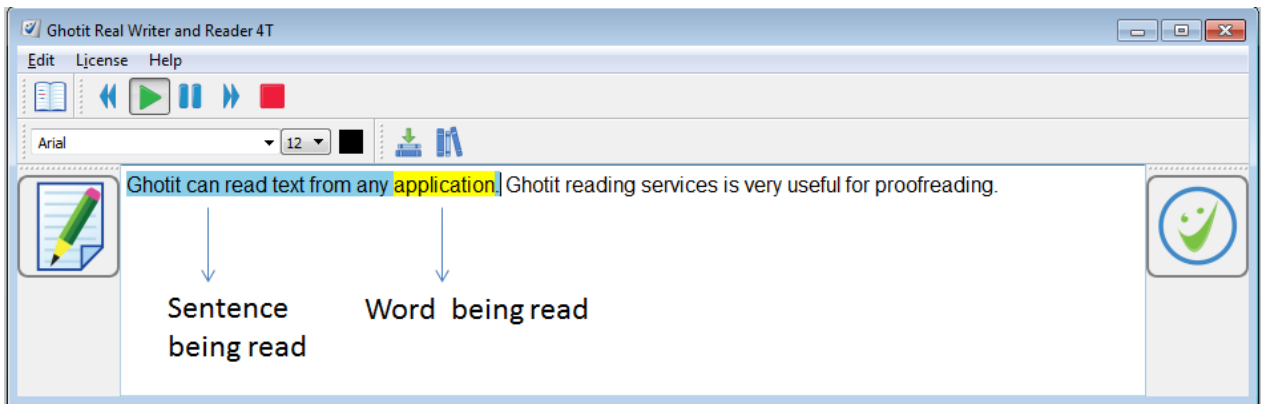 Ghotit Real Writer and Reader 4T
Edit License Help
Arial 12
Ghotit can read text from any application. Ghotit reading services is very useful for proofreading.
Sentence
being read
Word being read